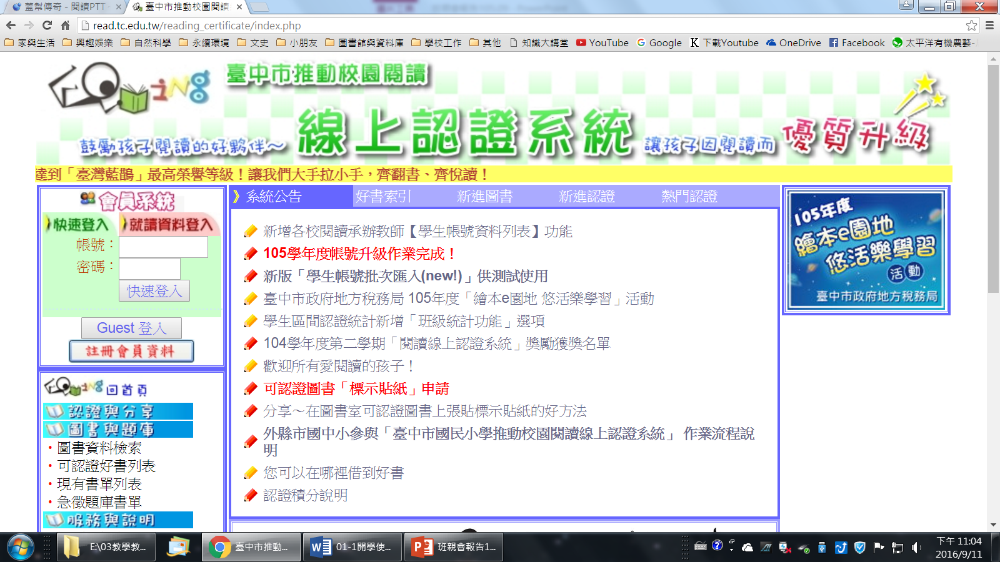 蓋幫傳奇 - 閱讀PTT
臺中市推動校園閱讀
read.tc.edu.tw/reading_certificate/index.php
家與生活 興趣娛樂 自然科學 永續環境 文史 小朋友 圖書館與資料庫 學校工作 其他 知識大講堂 YouTube Google 下載Youtube OneDrive Facebook 太平洋有機農藝-
臺中市推動校園閱讀
線上認證系統
鼓勵孩子閱讀的好夥伴~
讓孩子因閱讀而
優質升級
達到「臺灣藍鵲」最高榮譽等級！讓我們大手拉小手，齊翻書、齊悅讀！
會員系統
快速登入 就讀資料登入
帳號：
密碼：
快速登入
Guest 登入
註冊會員資料
回首頁
認證與分享
圖書與題庫
圖書資料檢索
可認證好書列表
現有書單列表
急徵題庫書單
服務與說明
系統公告 好書索引 新進圖書 新進認證 熱門認證
新增各校閱讀承辦教師【學生帳號資料列表】功能
105學年度帳號升級作業完成！
新版「學生帳號批次匯入(new!)」供測試使用
臺中市政府地方稅務局 105年度「繪本e園地 悠活樂學習」活動
學生區間認證統計新增「班級統計功能」選項
104學年度第二學期「閱讀線上認證系統」獎勵獲獎名單
歡迎所有愛閱讀的孩子！
可認證圖書「標示貼紙」申請
分享～在圖書室可認證圖書上張貼標示貼紙的好方法
外縣市國中小參與「臺中市國民小學推動校園閱讀線上認證系統」 作業流程說
明
您可以在哪裡借到好書
認證積分說明
105年度
繪本e園地
悠活樂學習
活動
臺中市政府地方稅務局
E:\03教學教...
臺中市推動...
01-1開學使...
班親會報告1...
下午 11:04
2016/9/11